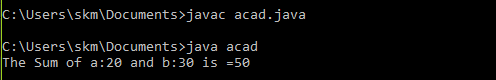 C:\Users\skm\Documents>javac acad.java
C:\Users\skm\Documents>java acad
The Sum of a:20 and b:30 is =50